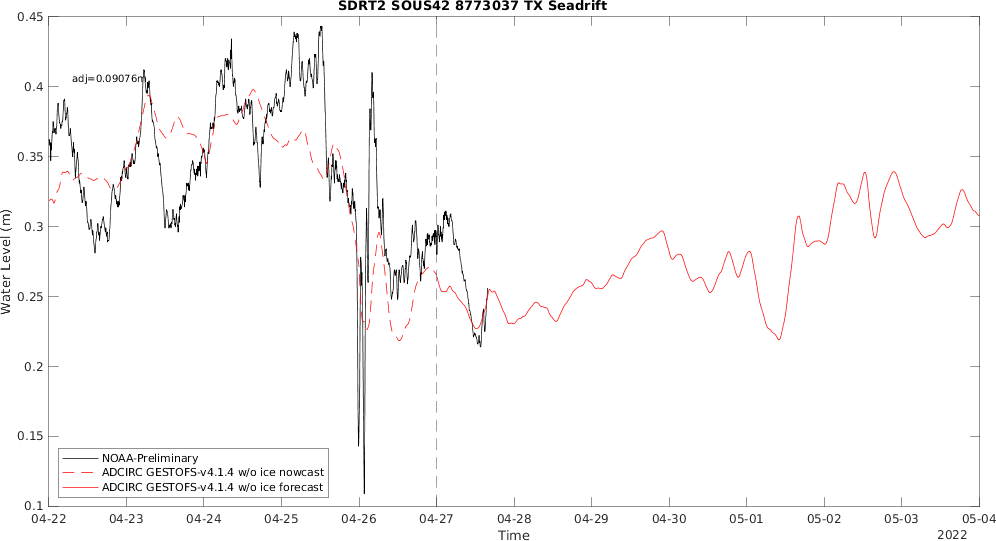 SDRT2 SOUS42 8773037 TX Seadrift
adj=0.09076m
Water Level (m)
0.45
0.4
0.35
0.3
0.25
0.2
0.15
0.1
NOAA-Preliminary
ADCIRC GESTOFS-v4.1.4 w/o ice nowcast
ADCIRC GESTOFS-v4.1.4 w/o ice forecast
04-22 04-23 04-24 04-25 04-26 04-27 04-28 04-29 04-30 05-01 05-02 05-03 05-04
Time
2022